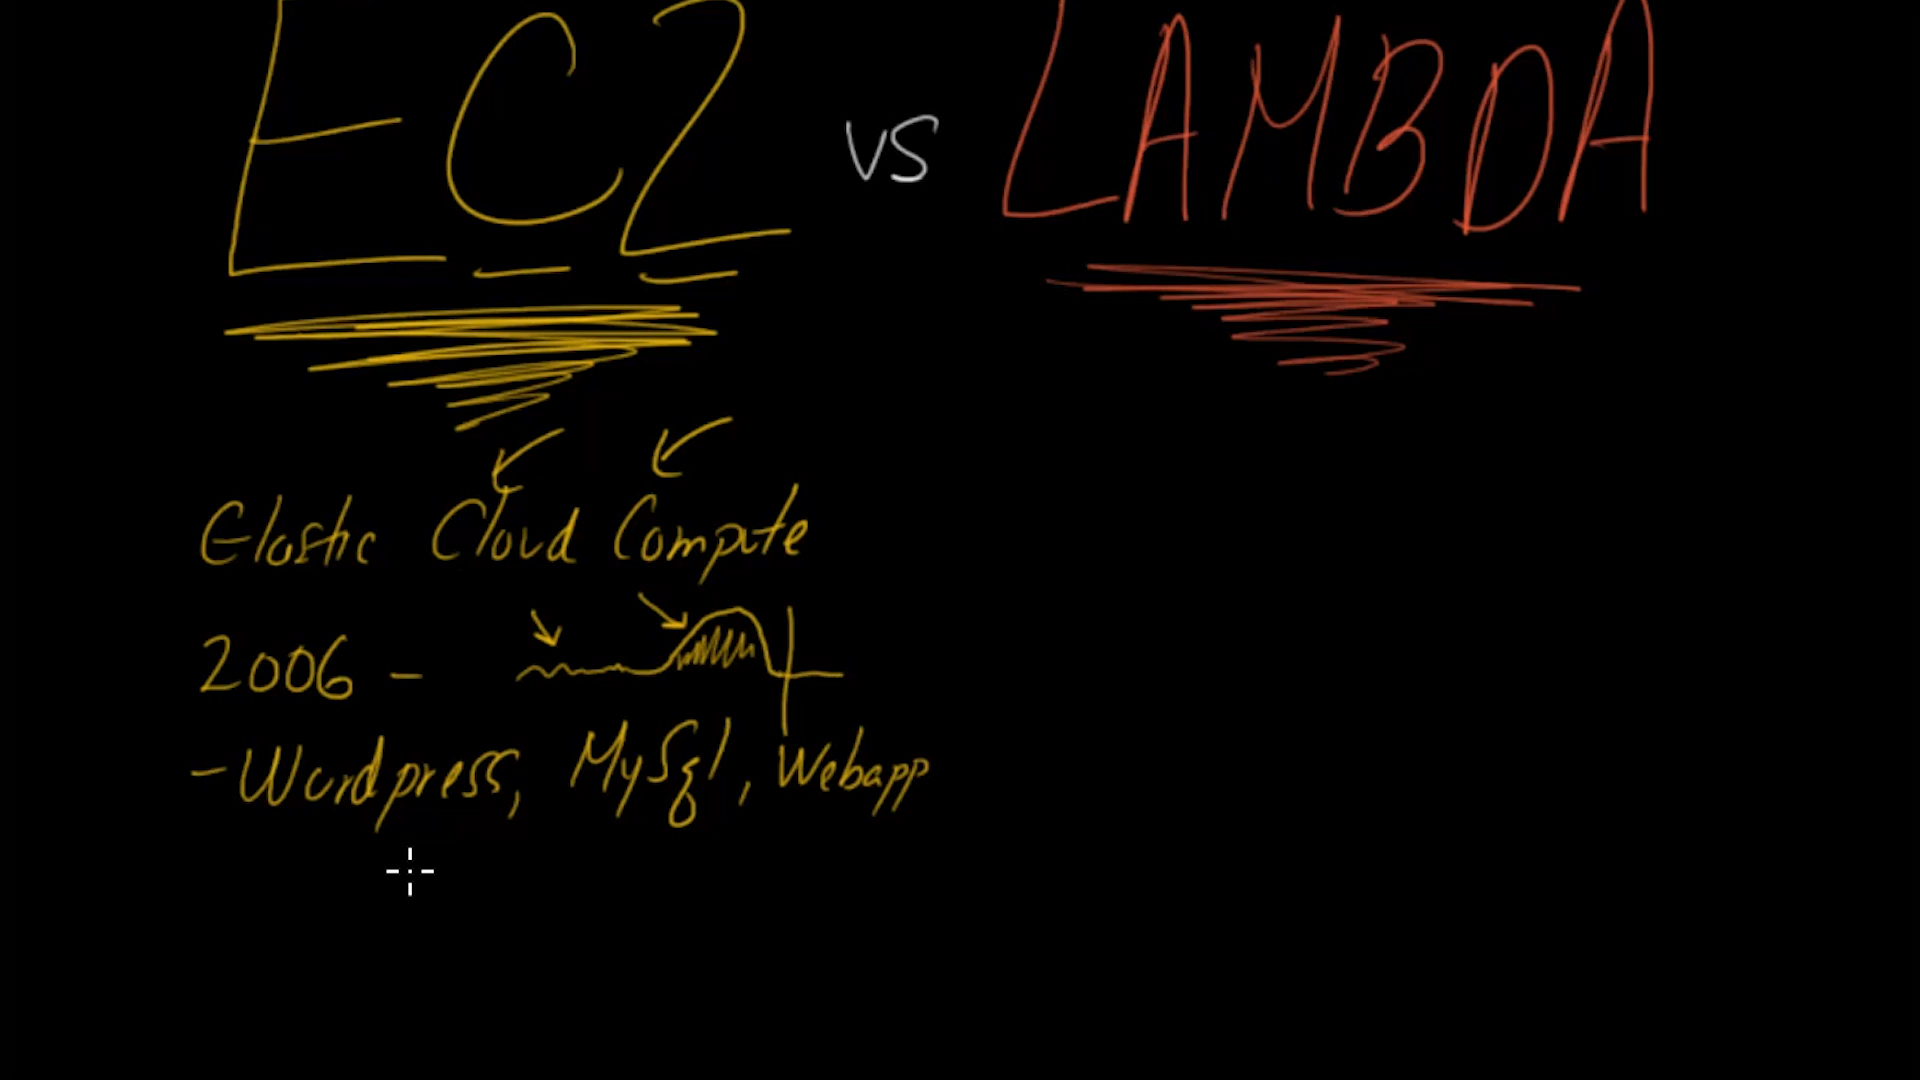 EC2 vs LAMBDA
Elastic Cloud Compute
2006 -
- Wordpress, MySql, Webapp